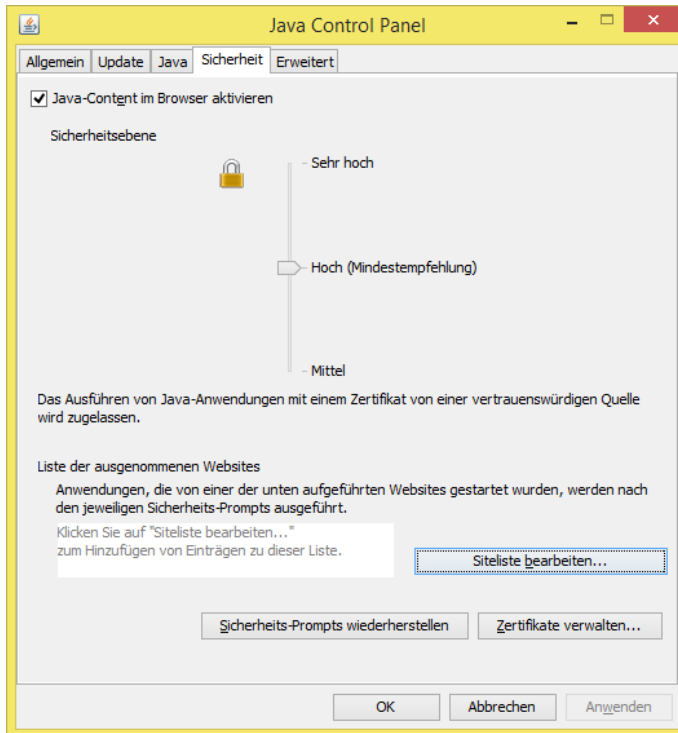 Java Control Panel
Allgemein Update Java Sicherheit Erweitert
Java-Content im Browser aktivieren
Sicherheitsebene
Sehr hoch
Hoch (Mindestempfehlung)
Mittel
Das Ausführen von Java-Anwendungen mit einem Zertifikat von einer vertrauenswürdigen Quelle
wird zugelassen.
Liste der ausgenommenen Websites
Anwendungen, die von einer der unten aufgeführten Websites gestartet wurden, werden nach
den jeweiligen Sicherheits-Prompts ausgeführt.
Klicken Sie auf "Siteliste bearbeiten..."
zum Hinzufügen von Einträgen zu dieser Liste.
Siteliste bearbeiten...
Sicherheits-Prompts wiederherstellen Zertifikate verwalten...
OK Abbrechen Anwenden